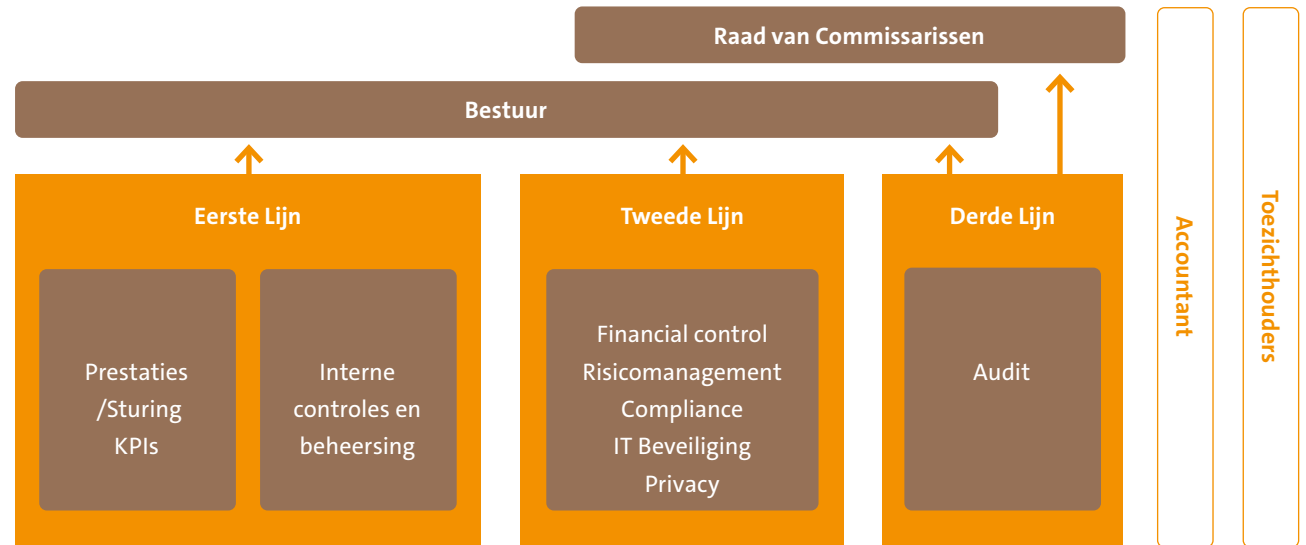 Raad van Commissarissen
Bestuur
Eerste Lijn
Prestaties
/Sturing
KPIs
Interne
controles en
beheersing
Tweede Lijn
Financial control
Risicomanagement
Compliance
IT Beveiliging
Privacy
Derde Lijn
Audit
Accountant
Toezichthouders